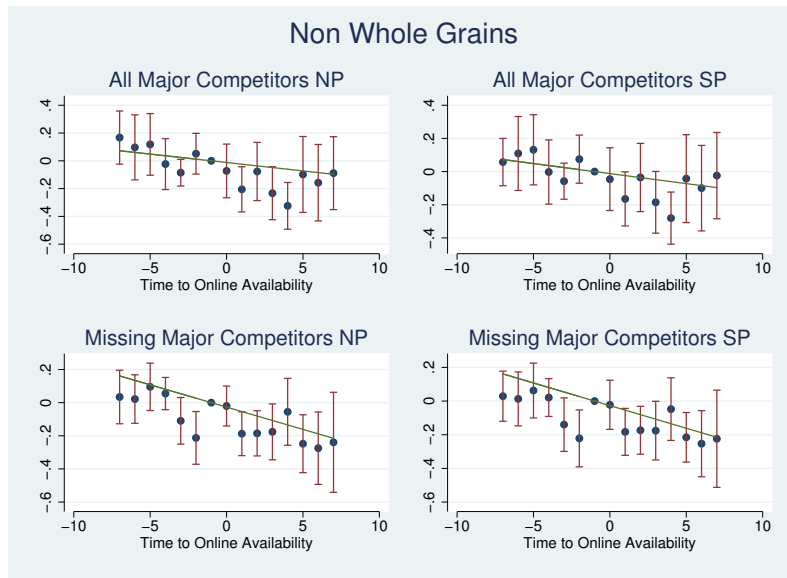 Non Whole Grains
All Major Competitors NP
All Major Competitors SP
.4
.2
0
-.2
-.4
-.6
-10 -5 0 5 10
Time to Online Availability
.4
.2
0
-.2
-.4
-10 -5 0 5 10
Time to Online Availability
Missing Major Competitors NP
Missing Major Competitors SP
.2
0
-.2
-.4
-.6
-10 -5 0 5 10
Time to Online Availability
.2
0
-.2
-.4
-.6
-10 -5 0 5 10
Time to Online Availability